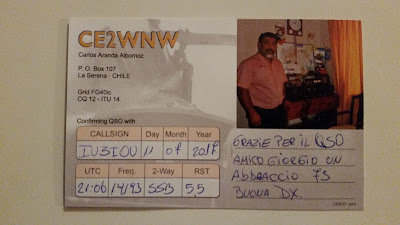 CE2WNW
Carlos Aranda Albornoz
P. O. Box 107
La Serena - CHILE
Grid FG40ic
CQ 12 - ITU 14
Confirming QSO with
CALLSIGN Day Month Year
IU3IOU 11 01 2017
UTC Freq. 2-Way RST
21:06 14/193 SSB 55
GRAZIE PER IL QSO
AMICO GIORGIO UN
ABBRACCIO 73
BUONA DX